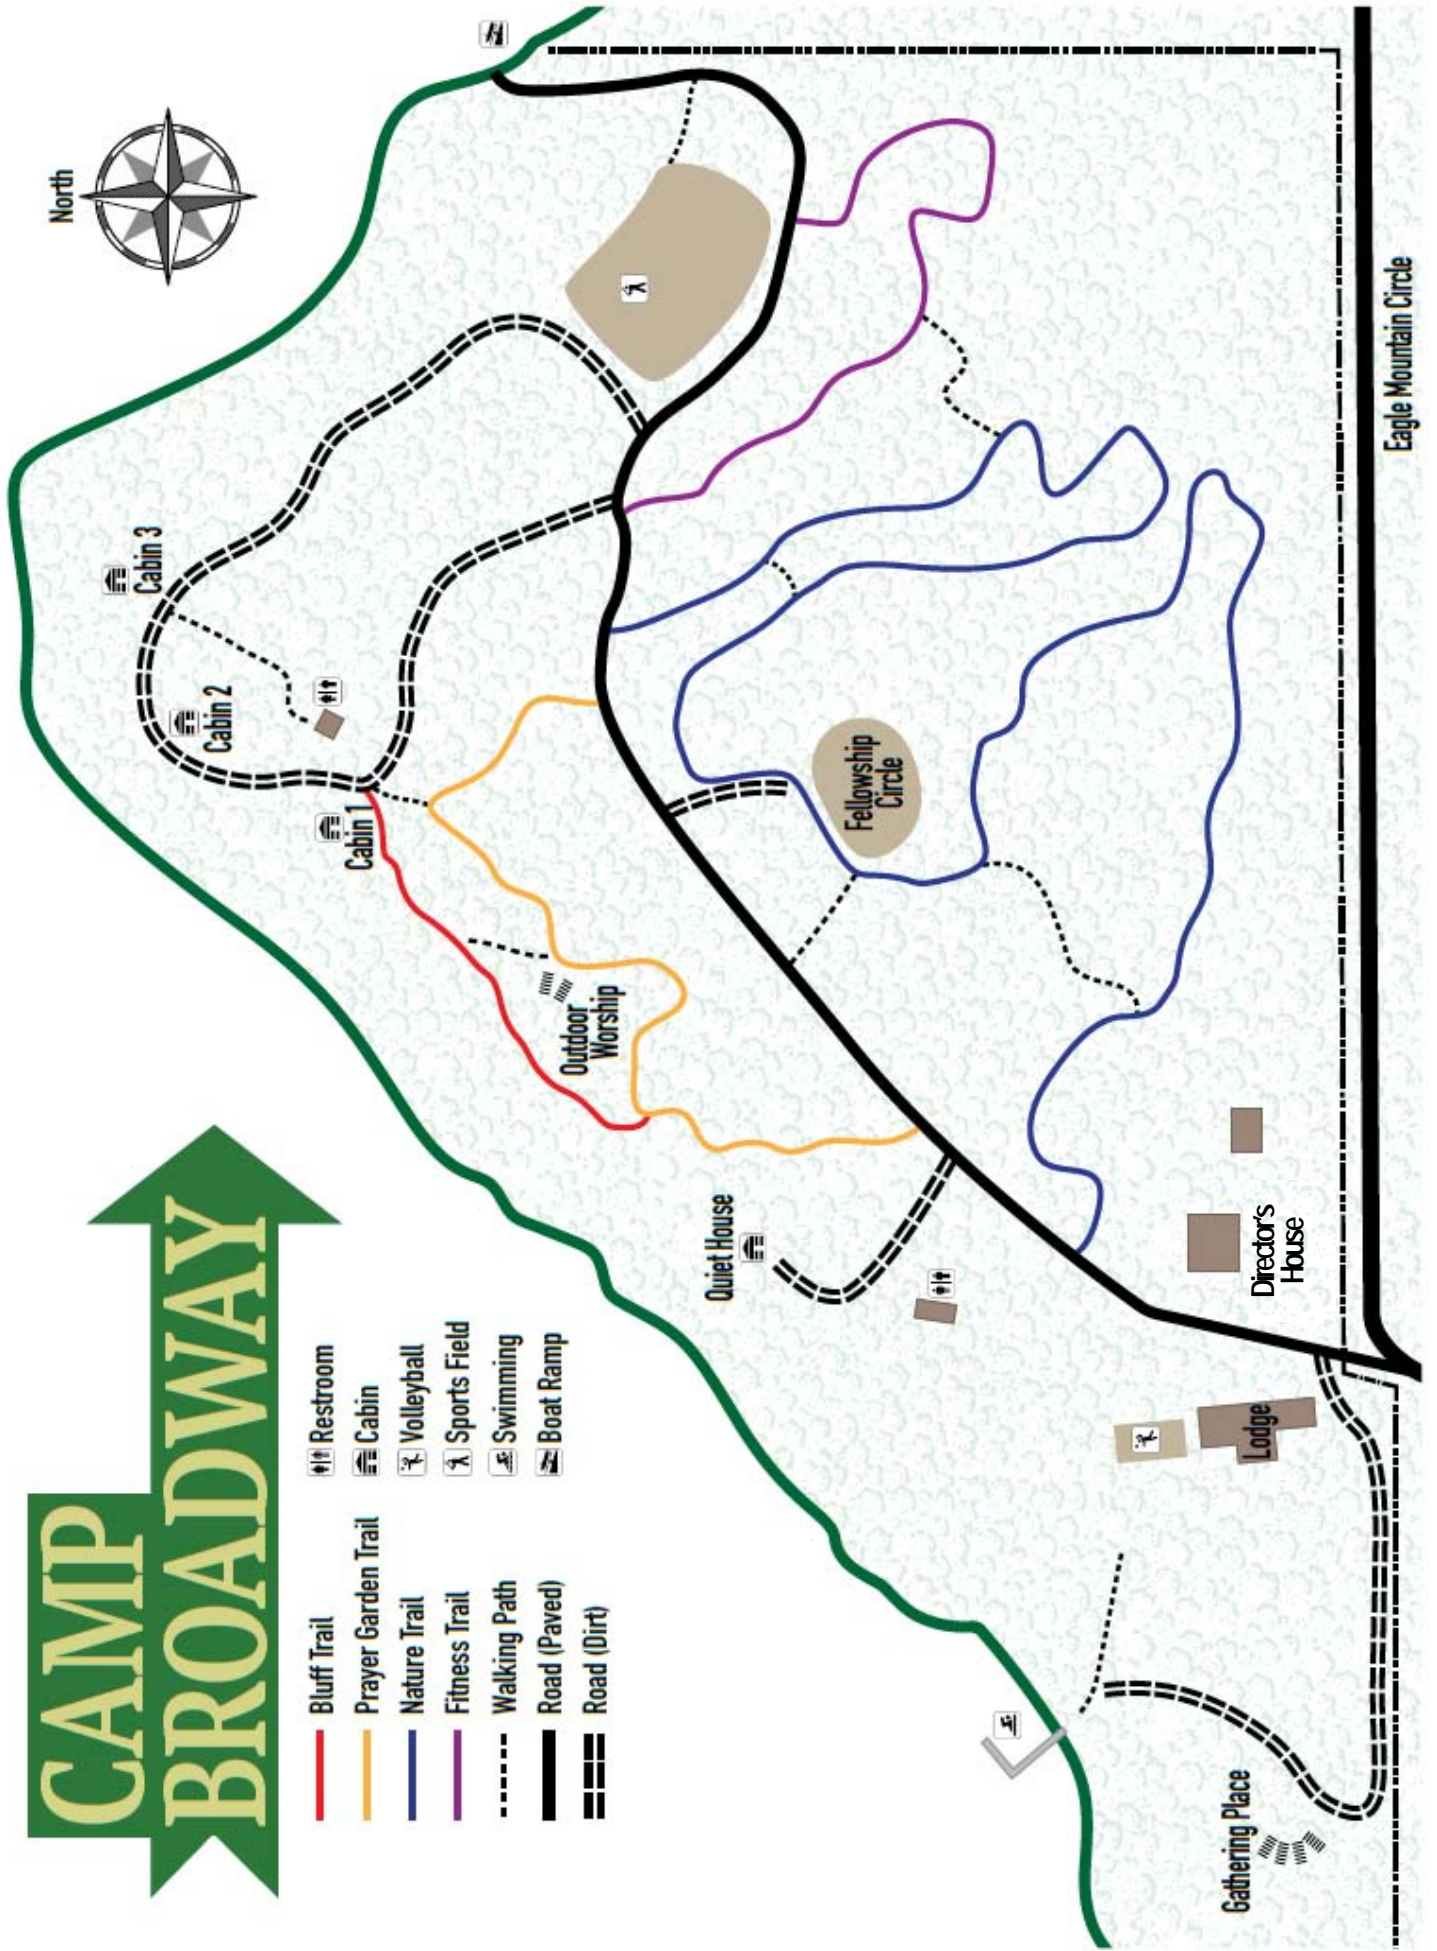 CAMP
BROADWAY
North
Bluff Trail
Prayer Garden Trail
Nature Trail
Fitness Trail
Walking Path
Road (Paved)
Road (Dirt)
Restroom
Cabin
Volleyball
Sports Field
Swimming
Boat Ramp
Cabin 3
Cabin 2
Cabin 1
Outdoor
Worship
Fellowship
Circle
Quiet House
Director's
House
Lodge
Gathering Place
Eagle Mountain Circle